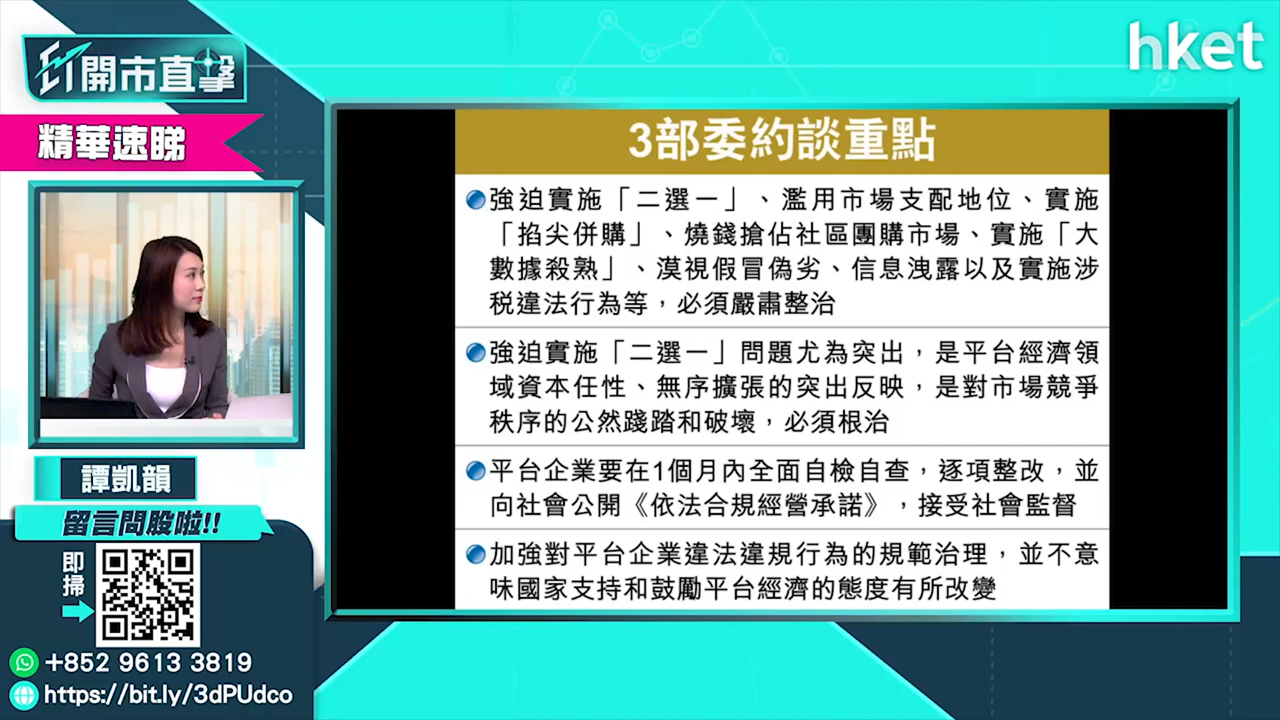 ET開市直擊
hket
精華速睇
譚凱韻
留言問股啦!!
即掃
+852 9613 3819
https://bit.ly/3dPUdco
3部委約談重點
強迫實施「二選一」、濫用市場支配地位、實施
「掐尖併購」、燒錢搶佔社區團購市場、實施「大
數據殺熟」、漠視假冒偽劣、信息洩露以及實施涉
税違法行為等，必須嚴肅整治
強迫實施「二選一」問題尤為突出，是平台經濟領
域資本任性、無序擴張的突出反映，是對市場競爭
秩序的公然踐踏和破壞，必須根治
平台企業要在1個月內全面自檢自查，逐項整改，並
向社會公開《依法合規經營承諾》，接受社會監督
加強對平台企業違法違規行為的規範治理，並不意
味國家支持和鼓勵平台經濟的態度有所改變